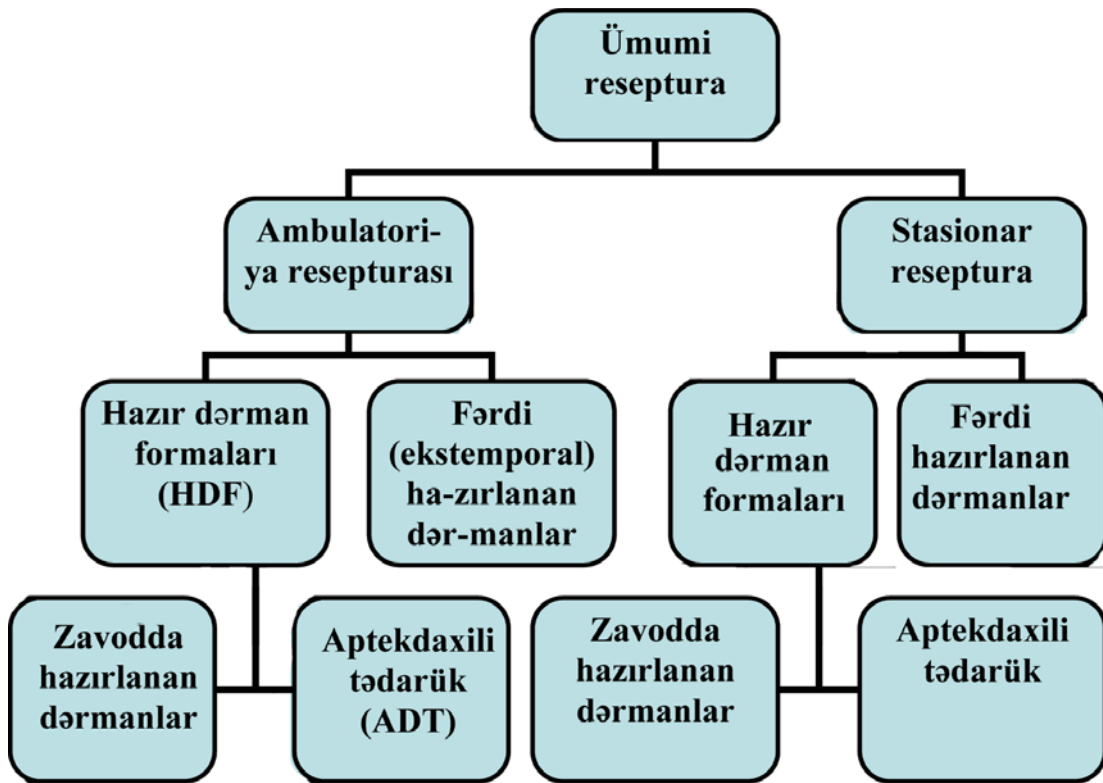 Ümumi
reseptura
Ambulatori-
ya resepturası
Stasionar
reseptura
Hazır dərman
formaları
(HDF)
Fərdi
(ekstemporal)
ha-zırlanan
dər-manlar
Hazır
dərman
formaları
Fərdi
hazırlanan
dərmanlar
Zavodda
hazırlanan
dərmanlar
Aptekdaxili
tədarük
(ADT)
Zavodda
hazırlanan
dərmanlar
Aptekdaxili
tədarük